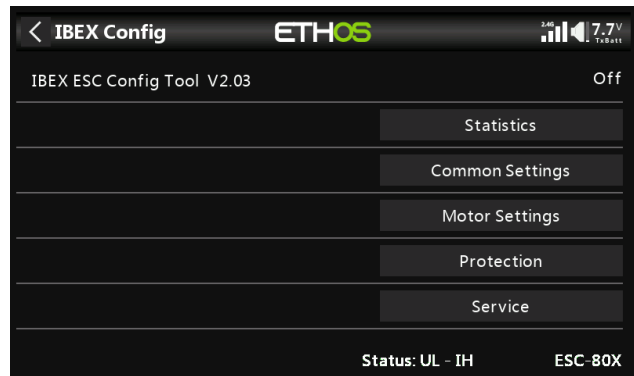 IBEX Config ETHOS 2.4G 7.7V
TxBatt
IBEX ESC Config Tool V2.03 Off
Statistics
Common Settings
Motor Settings
Protection
Service
Status: UL - IH ESC-80X